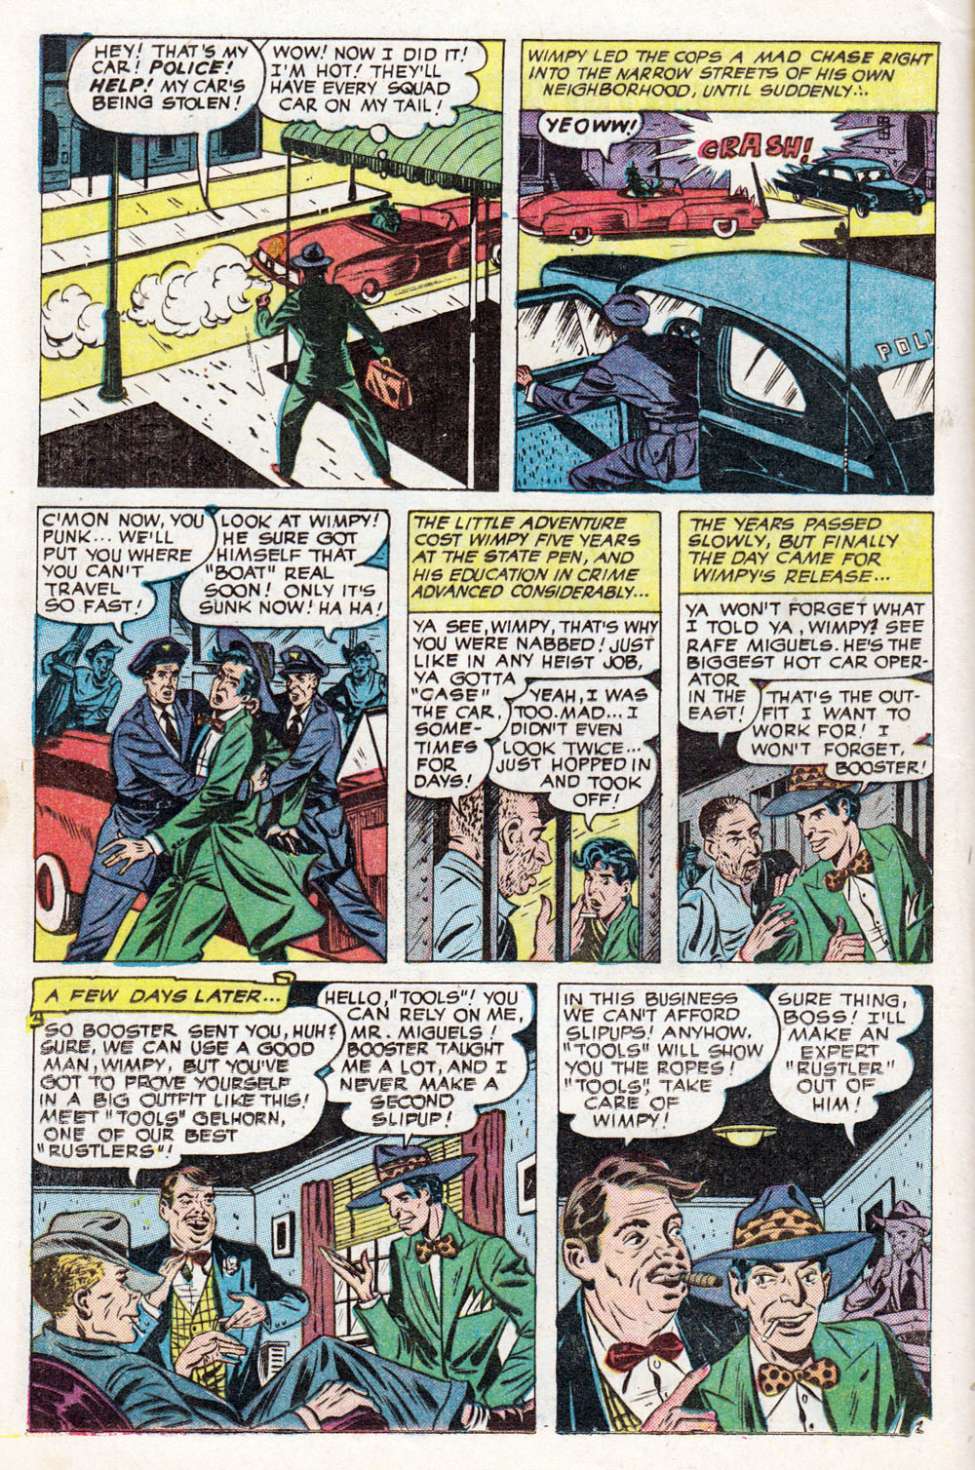 HEY! THAT'S MY
CAR! POLICE!
HELP! MY CAR'S
BEING STOLEN!
WOW! NOW I DID IT!
I'M HOT! THEY'LL
HAVE EVERY SQUAD
CAR ON MY TAIL!
WIMPY LED THE COPS A MAD CHASE RIGHT
INTO THE NARROW STREETS OF HIS OWN
NEIGHBORHOOD, UNTIL SUDDENLY...
YEOWW!
CRASH!
POLI
C'MON NOW, YOU
PUNK... WE'LL
PUT YOU WHERE
YOU CAN'T
TRAVEL
SO FAST!
LOOK AT WIMPY!
HE SURE GOT
HIMSELF THAT
"BOAT" REAL
SOON! ONLY IT'S
SUNK NOW! HA HA!
THE LITTLE ADVENTURE
COST WIMPY FIVE YEARS
AT THE STATE PEN, AND
HIS EDUCATION IN CRIME
ADVANCED CONSIDERABLY...
YA SEE, WIMPY, THAT'S WHY
YOU WERE NABBED! JUST
LIKE IN ANY HEIST JOB,
YA GOTTA
"CASE"
THE CAR,
SOME-
TIMES
FOR
DAYS!
YEAH, I WAS
TOO MAD... I
DIDN'T EVEN
LOOK TWICE...
JUST HOPPED IN
AND TOOK
OFF!
THE YEARS PASSED
SLOWLY, BUT FINALLY
THE DAY CAME FOR
WIMPY'S RELEASE...
YA WON'T FORGET WHAT
I TOLD YA, WIMPY? SEE
RAFE MIGUELS. HE'S THE
BIGGEST HOT CAR OPER-
ATOR
IN THE
EAST!
THAT'S THE OUT-
FIT I WANT TO
WORK FOR! I
WON'T FORGET,
BOOSTER!
A FEW DAYS LATER...
SO BOOSTER SENT YOU, HUH?
SURE, WE CAN USE A GOOD
MAN, WIMPY, BUT YOU'VE
GOT TO PROVE YOURSELF
IN A BIG OUTFIT LIKE THIS!
MEET "TOOLS" GELHORN,
ONE OF OUR BEST
"RUSTLERS"!
HELLO, "TOOLS"! YOU
CAN RELY ON ME,
MR. MIGUELS!
BOOSTER TAUGHT
ME A LOT, AND I
NEVER MAKE A
SECOND
SLIPUP!
IN THIS BUSINESS
WE CAN'T AFFORD
SLIPUPS! ANYHOW,
"TOOLS" WILL SHOW
YOU THE ROPES!
"TOOLS", TAKE
CARE OF
WIMPY!
SURE THING,
BOSS! I'LL
MAKE AN
EXPERT
"RUSTLER"
OUT OF
HIM!